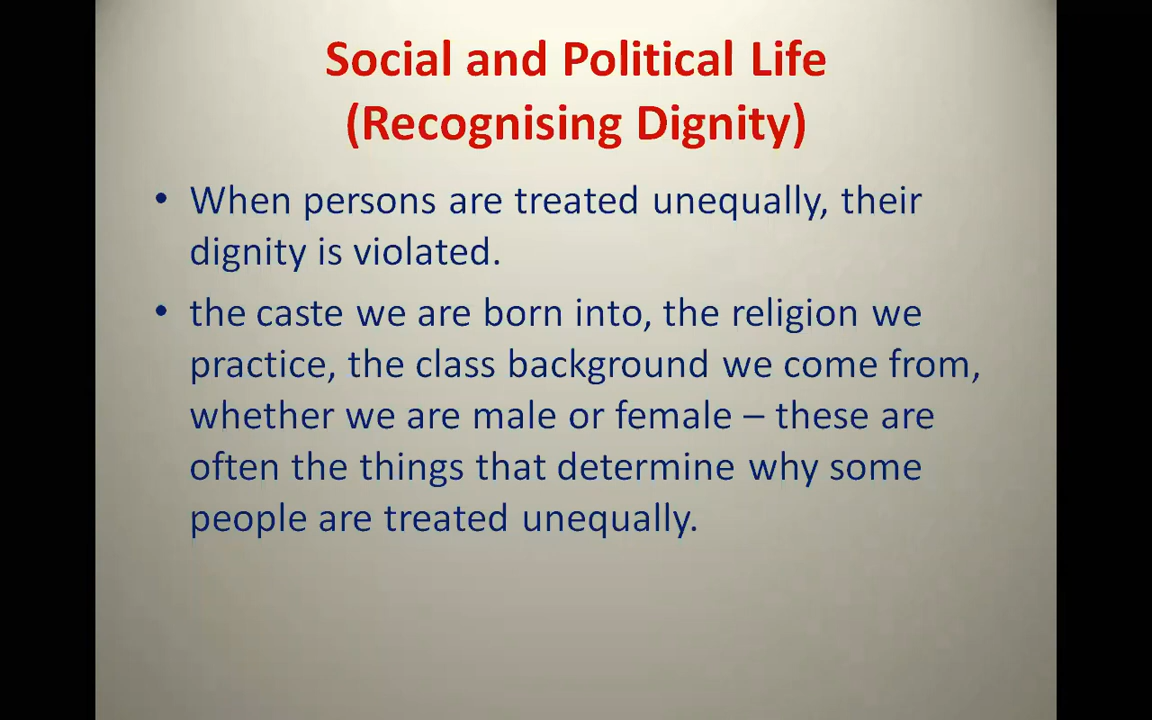 Social and Political Life
(Recognising Dignity)
• When persons are treated unequally, their
dignity is violated.
• the caste we are born into, the religion we
practice, the class background we come from,
whether we are male or female – these are
often the things that determine why some
people are treated unequally.